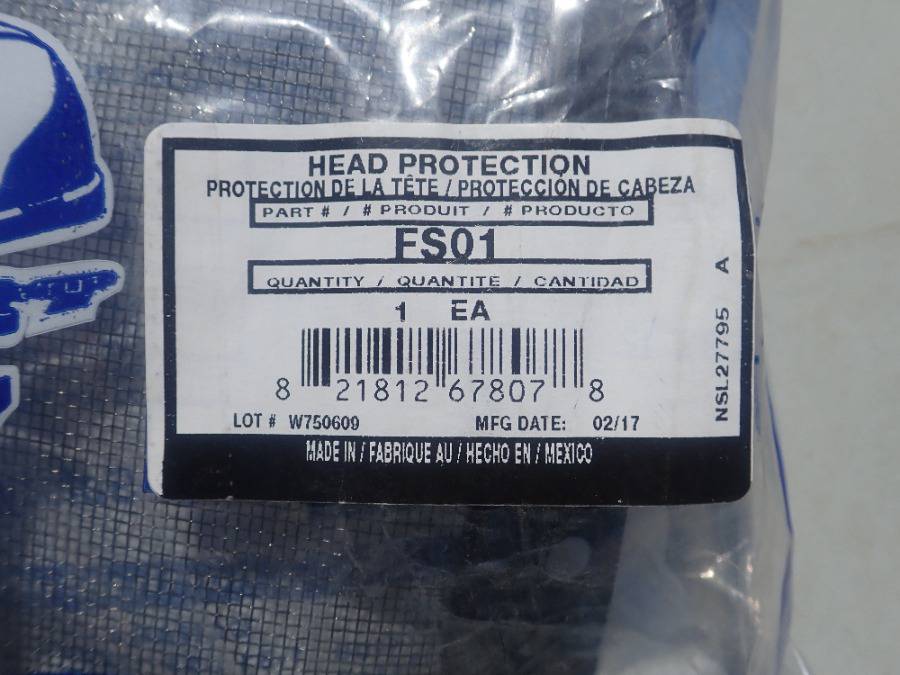 HEAD PROTECTION
PROTECTION DE LA TÊTE / PROTECCIÓN DE CABEZA
PART # / # PRODUIT / # PRODUCTO
FS01
QUANTITY / QUANTITE / CANTIDAD
1 EA
8 21812 67807 8
LOT # W750609 MFG DATE: 02/17
MADE IN / FABRIQUE AU / HECHO EN / MEXICO
NSL27795 A